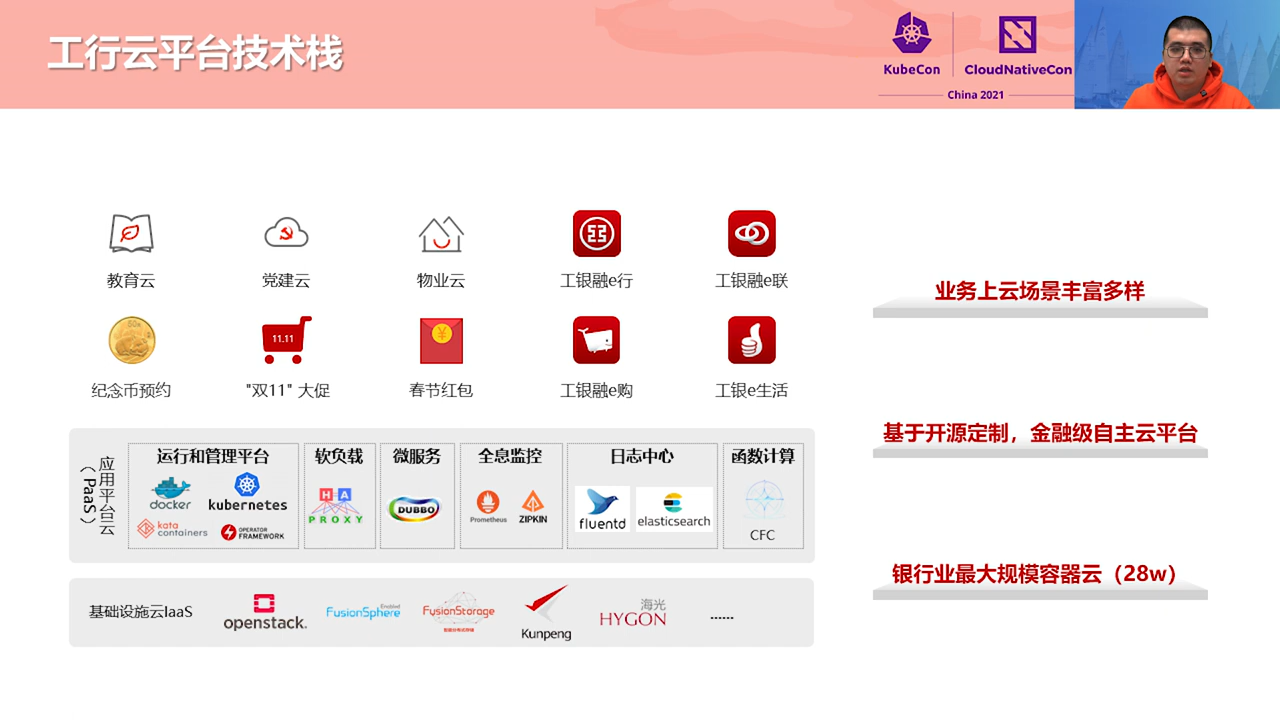 工行云平台技术栈
KubeCon
CloudNativeCon
China 2021
教育云
党建云
物业云
工银融e行
工银融e联
11.11
纪念币预约
"双11" 大促
春节红包
工银融e购
工银e生活
业务上云场景丰富多样
基于开源定制，金融级自主云平台
银行业最大规模容器云（28w）
应用平台云（PaaS）
运行和管理平台
docker
kubernetes
kata containers
OPERATOR FRAMEWORK
软负载
HA
PROXY
微服务
DUBBO
全息监控
Prometheus
ZIPKIN
日志中心
fluentd
elasticsearch
函数计算
CFC
基础设施云IaaS
openstack.
FusionSphere
Enabled
FusionStorage
Kunpeng
海光
HYGON
......